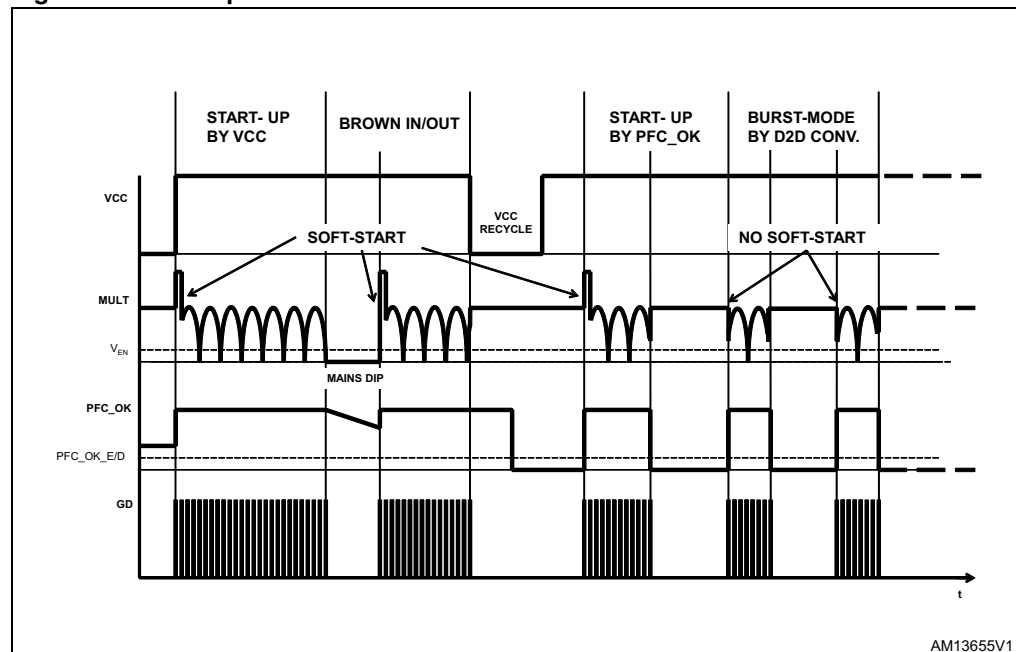 START- UP
BY VCC
BROWN IN/OUT
START- UP
BY PFC_OK
BURST-MODE
BY D2D CONV.
VCC
VCC
RECYCLE
SOFT-START
NO SOFT-START
MULT
VEN
MAINS DIP
PFC_OK
PFC_OK_E/D
GD
t
AM13655V1